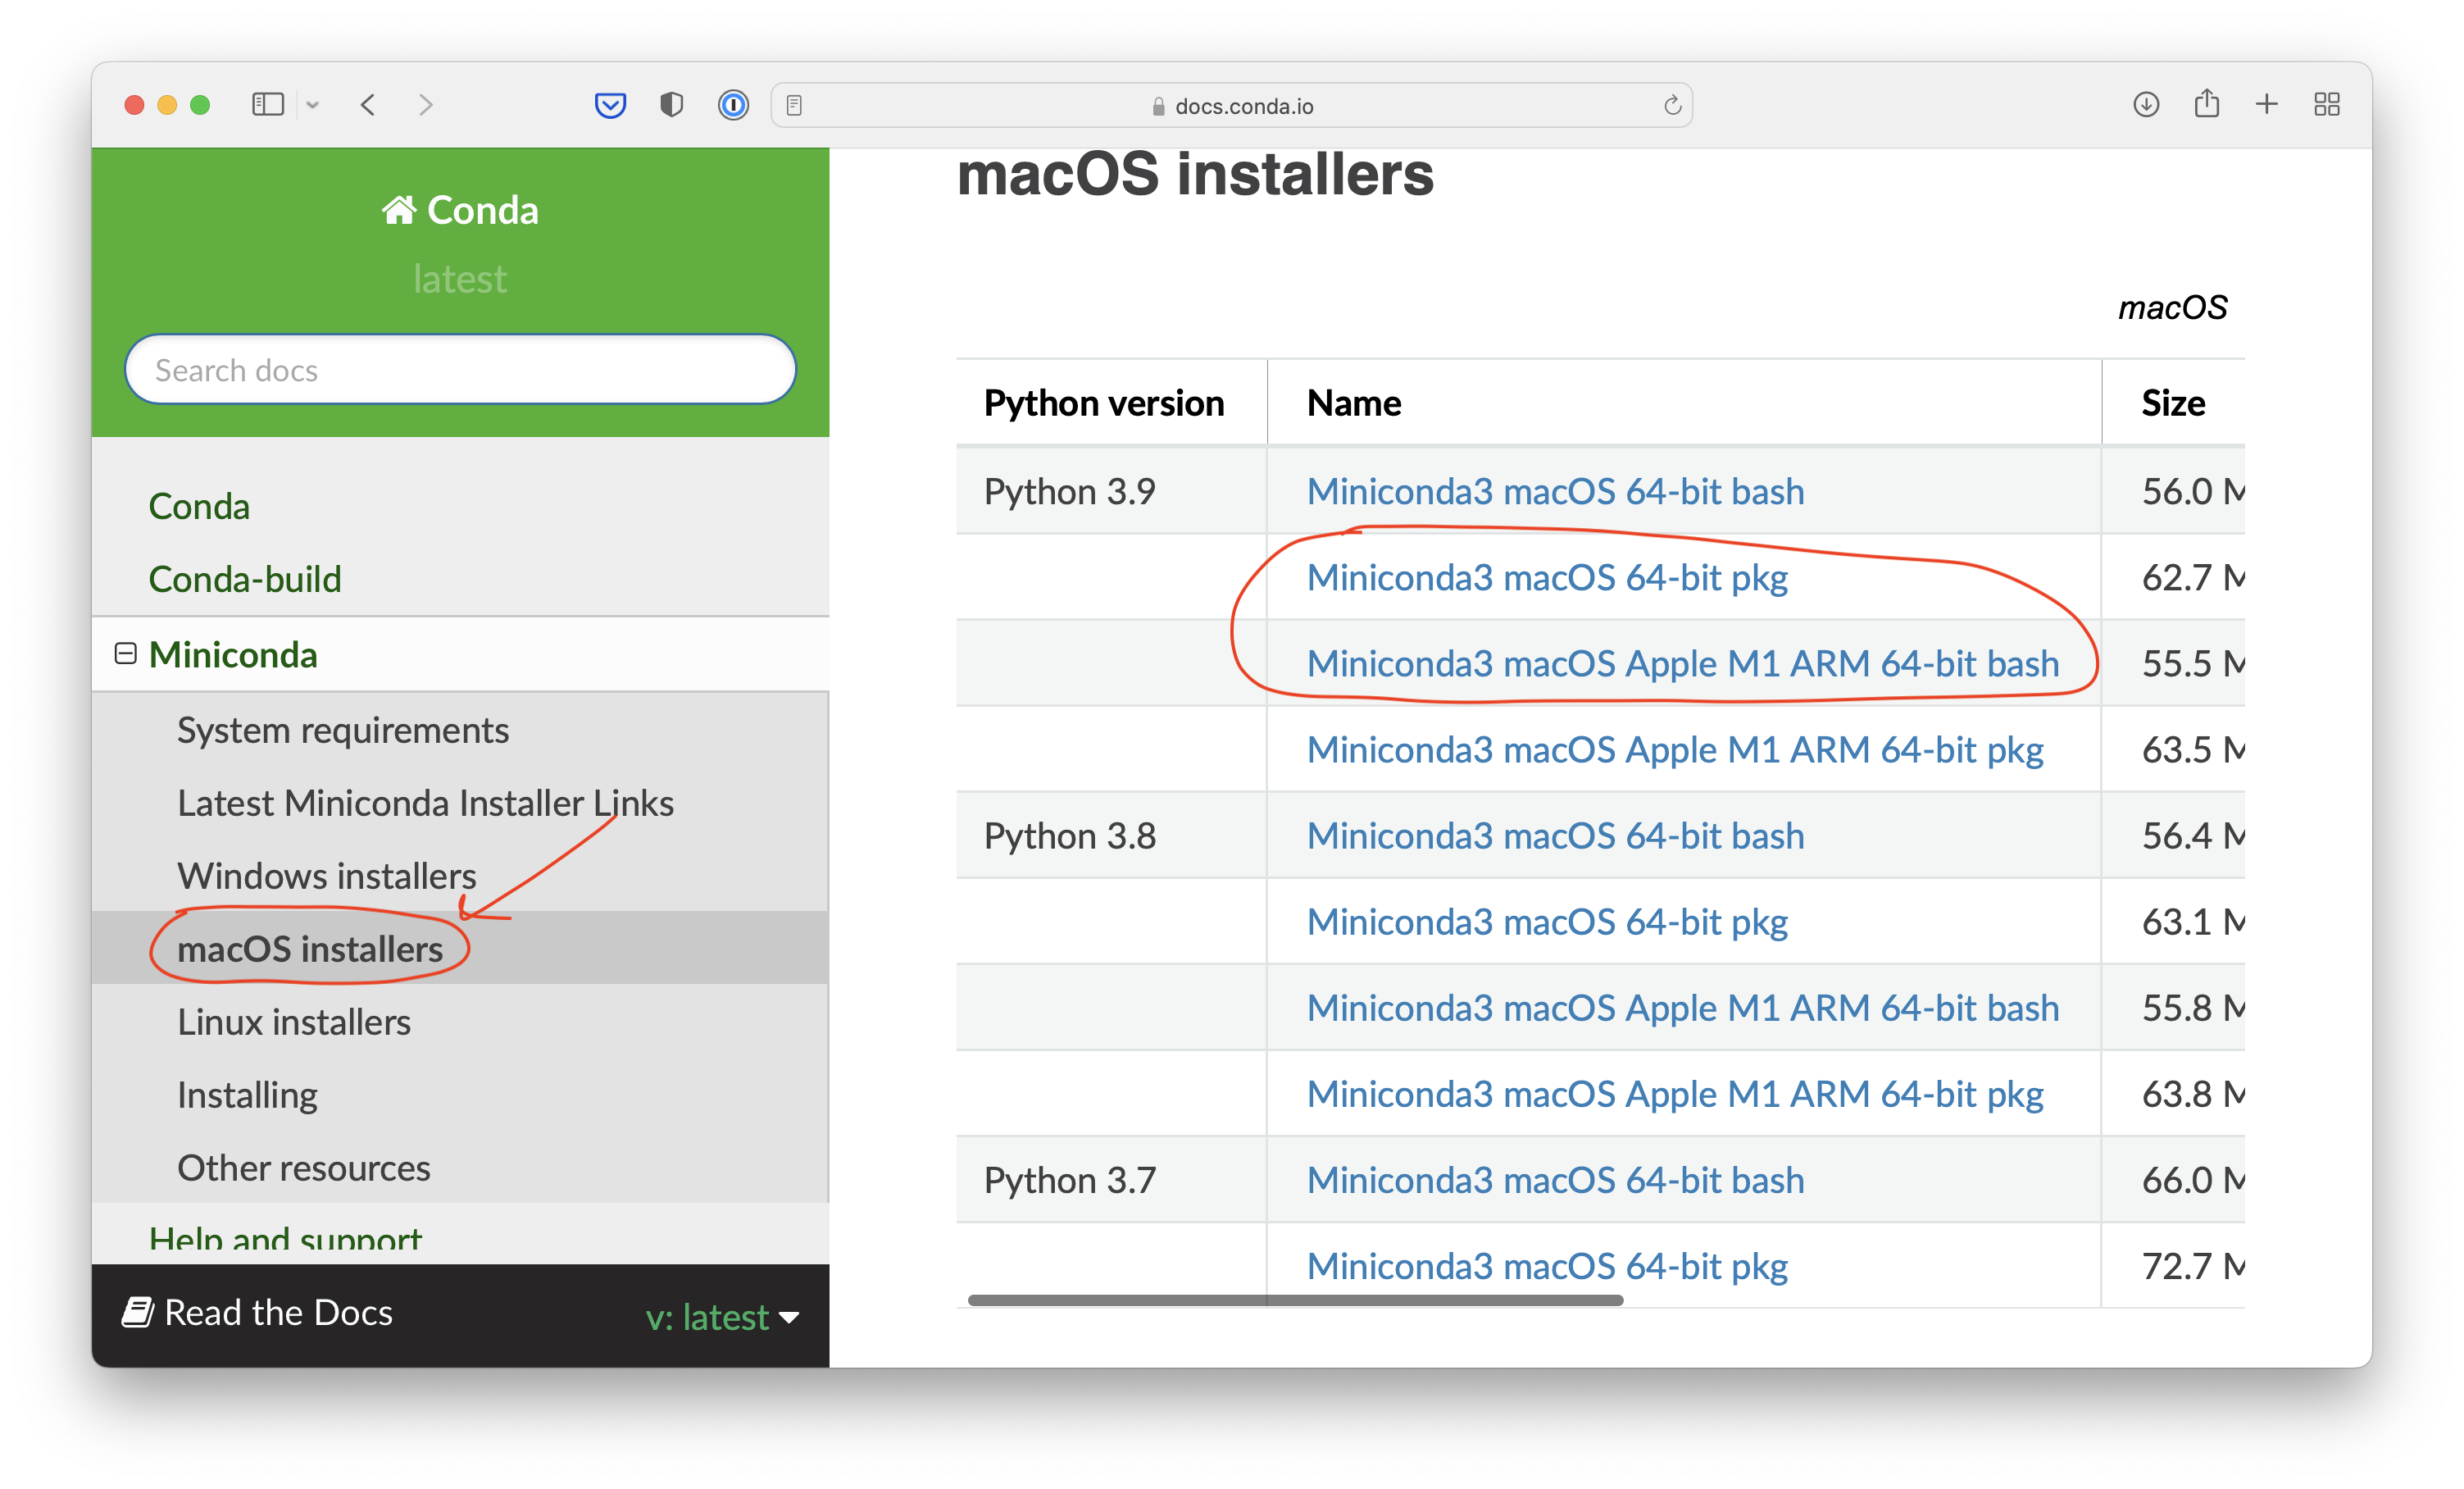 docs.conda.io
Conda
latest
Search docs
Conda
Conda-build
Miniconda
System requirements
Latest Miniconda Installer Links
Windows installers
macOS installers
Linux installers
Installing
Other resources
Help and support
Read the Docs
v: latest
macOS installers
macOS
Python version Name Size
Python 3.9 Miniconda3 macOS 64-bit bash 56.0 M
Miniconda3 macOS 64-bit pkg 62.7 M
Miniconda3 macOS Apple M1 ARM 64-bit bash 55.5 M
Miniconda3 macOS Apple M1 ARM 64-bit pkg 63.5 M
Python 3.8 Miniconda3 macOS 64-bit bash 56.4 M
Miniconda3 macOS 64-bit pkg 63.1 M
Miniconda3 macOS Apple M1 ARM 64-bit bash 55.8 M
Miniconda3 macOS Apple M1 ARM 64-bit pkg 63.8 M
Python 3.7 Miniconda3 macOS 64-bit bash 66.0 M
Miniconda3 macOS 64-bit pkg 72.7 M